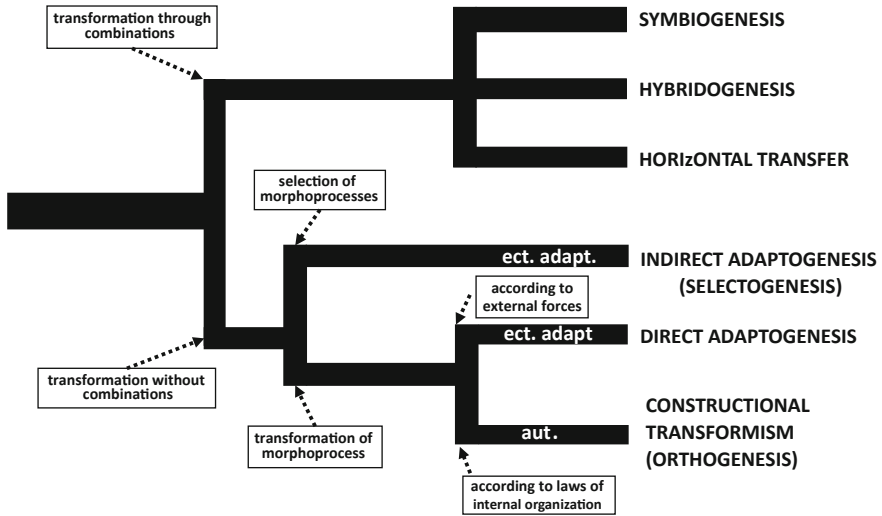 transformation through
combinations
SYMBIOGENESIS
HYBRIDOGENESIS
HORIzONTAL TRANSFER
selection of
morphoprocesses
ect. adapt.
INDIRECT ADAPTOGENESIS
(SELECTOGENESIS)
according to
external forces
ect. adapt
DIRECT ADAPTOGENESIS
transformation without
combinations
transformation of
morphoprocess
aut.
CONSTRUCTIONAL
TRANSFORMISM
(ORTHOGENESIS)
according to laws of
internal organization